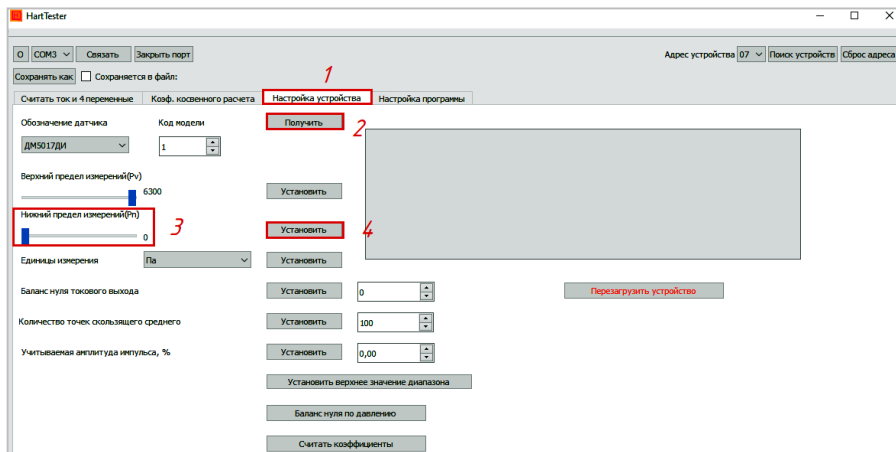 HartTester
О COM3 Связать Закрыть порт Адрес устройства 07 Поиск устройств Сброс адреса
Сохранять как Сохраняется в файл:
1
Считать ток и 4 переменные Коэф. косвенного расчета Настройка устройства Настройка программы
Обозначение датчика Код модели Получить 2
ДМ5017ДИ 1
Верхний предел измерений(Pv)
6300 Установить
Нижний предел измерений(Pn) 3
0 Установить 4
Единицы измерения Па Установить
Баланс нуля токового выхода Установить 0 Перезагрузить устройство
Количество точек скользящего среднего Установить 100
Учитываемая амплитуда импульса, % Установить 0,00
Установить верхнее значение диапазона
Баланс нуля по давлению
Считать коэффициенты